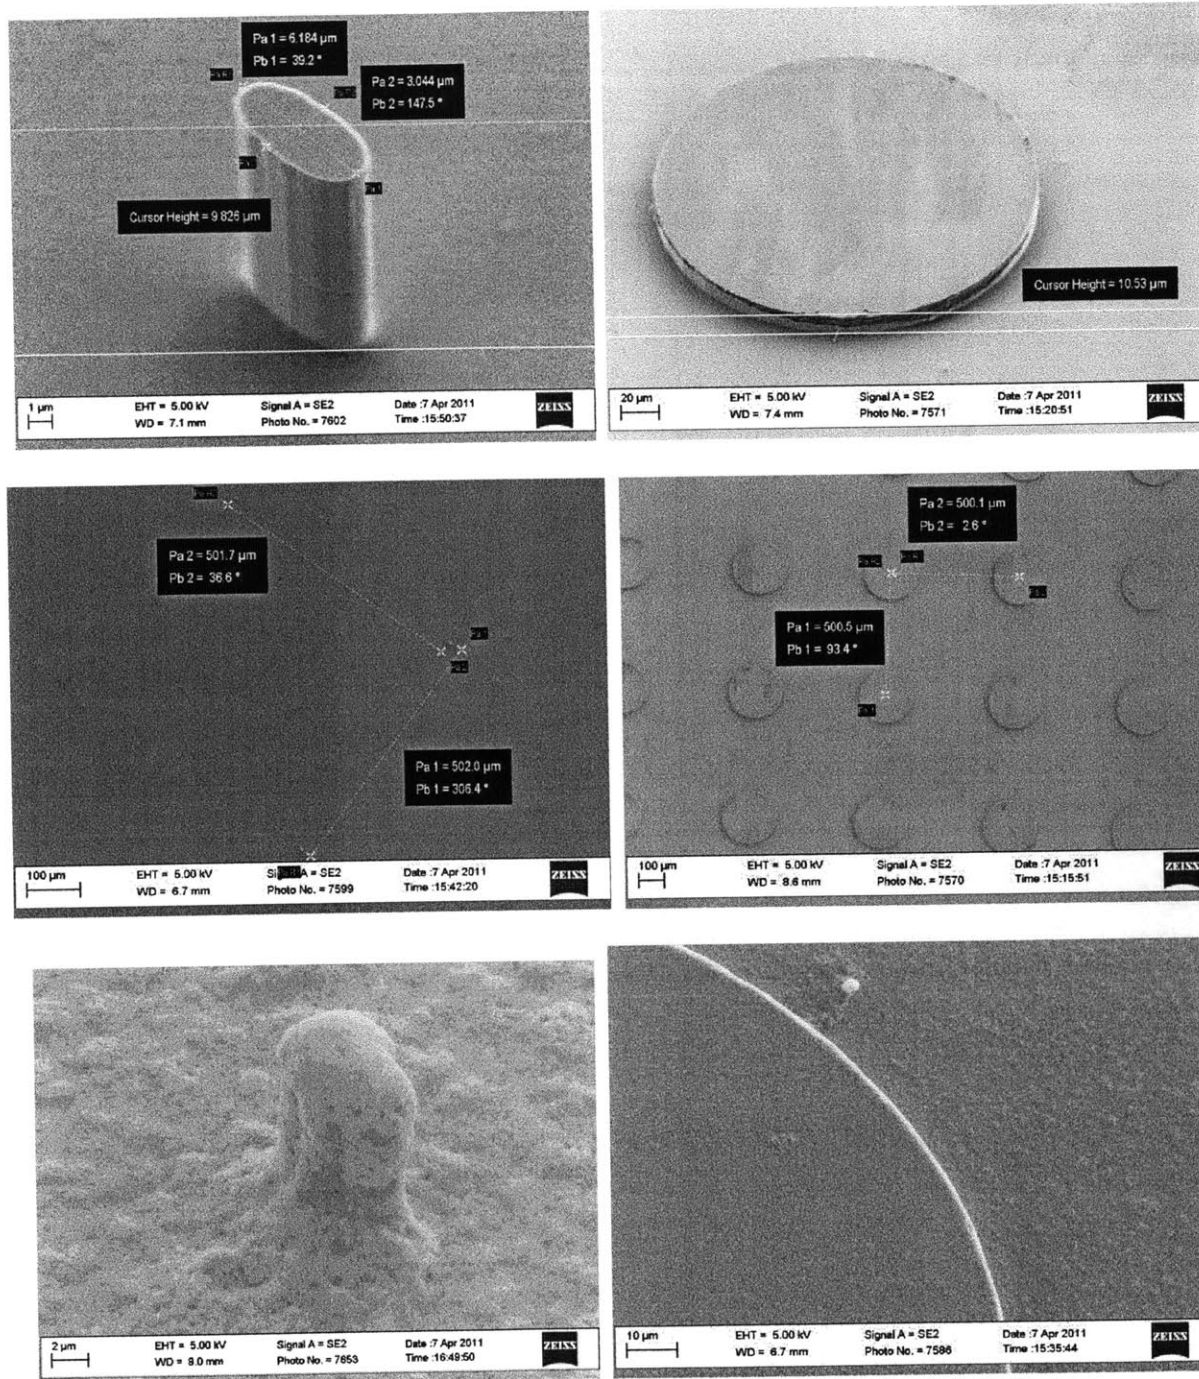 Pa 1 = 6.184 µm
Pb 1 = 39.2 °
Pa 2 = 3.044 µm
Pb 2 = 147.5 °
Cursor Height = 9.826 µm
1 µm
EHT = 5.00 kV
Signal A = SE2
Date :7 Apr 2011
WD = 7.1 mm
Photo No. = 7602
Time :15:50:37
ZEISS
Cursor Height = 10.53 µm
20 µm
EHT = 5.00 kV
Signal A = SE2
Date :7 Apr 2011
WD = 7.4 mm
Photo No. = 7571
Time :15:20:51
ZEISS
Pa 2 = 501.7 µm
Pb 2 = 36.6 °
Pa 1 = 502.0 µm
Pb 1 = 306.4 °
100 µm
EHT = 5.00 kV
A = SE2
Date :7 Apr 2011
WD = 6.7 mm
Photo No. = 7599
Time :15:42:20
ZEISS
Pa 2 = 500.1 µm
Pb 2 = 2.6 °
Pa 1 = 500.5 µm
Pb 1 = 93.4 °
100 µm
EHT = 5.00 kV
Signal A = SE2
Date :7 Apr 2011
WD = 8.6 mm
Photo No. = 7570
Time :15:15:51
ZEISS
2 µm
EHT = 5.00 kV
Signal A = SE2
Date :7 Apr 2011
Photo No. = 7653
Time :16:49:50
ZEISS
10 µm
EHT = 5.00 kV
Signal A = SE2
Date :7 Apr 2011
WD = 6.7 mm
Photo No. = 7586
Time :15:35:44
ZEISS